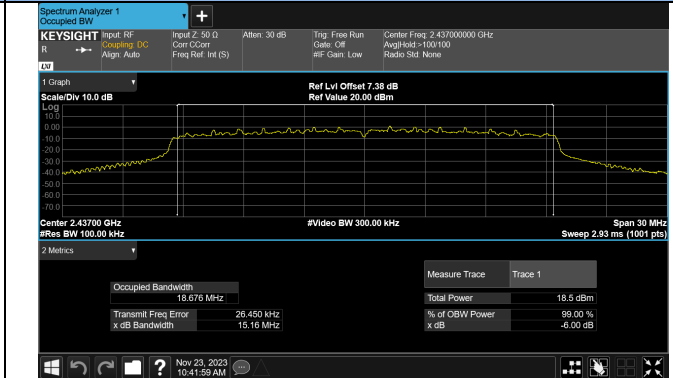 Spectrum Analyzer 1
Occupied BW
+
KEYSIGHT Input: RF Input Z: 50 Ω Atten: 30 dB Trig: Free Run Center Freq: 2.437000000 GHz
R Coupling: DC Corr CCorr Gate: Off Avg|Hold:>100/100
Align: Auto Freq Ref: Int (S) #IF Gain: Low Radio Std: None
LXI
1 Graph
Ref Lvl Offset 7.38 dB
Scale/Div 10.0 dB Ref Value 20.00 dBm
Log
10.0
0.00
-10.0
-20.0
-30.0
-40.0
-50.0
-60.0
-70.0
Center 2.43700 GHz #Video BW 300.00 kHz Span 30 MHz
#Res BW 100.00 kHz Sweep 2.93 ms (1001 pts)
2 Metrics
Measure Trace Trace 1
Occupied Bandwidth
18.676 MHz Total Power 18.5 dBm
Transmit Freq Error 26.450 kHz % of OBW Power 99.00 %
x dB Bandwidth 15.16 MHz x dB -6.00 dB
? Nov 23, 2023
10:41:59 AM